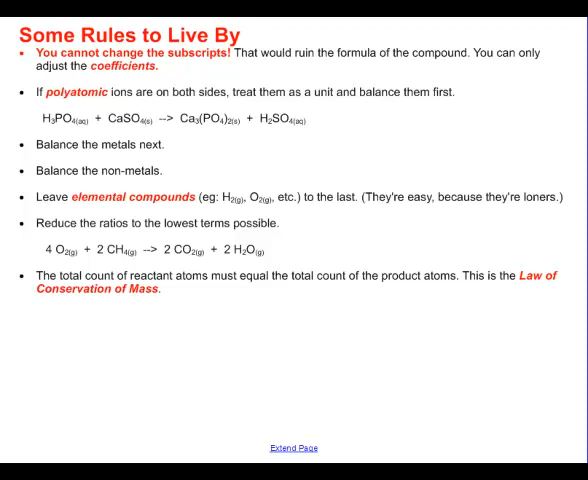 Some Rules to Live By
• You cannot change the subscripts! That would ruin the formula of the compound. You can only
adjust the coefficients.
• If polyatomic ions are on both sides, treat them as a unit and balance them first.
H₃PO₄₍aq₎ + CaSO₄₍s₎ --> Ca₃(PO₄)₂₍s₎ + H₂SO₄₍aq₎
• Balance the metals next.
• Balance the non-metals.
• Leave elemental compounds (eg: H₂₍g₎, O₂₍g₎, etc.) to the last. (They're easy, because they're loners.)
• Reduce the ratios to the lowest terms possible.
4 O₂₍g₎ + 2 CH₄₍g₎ --> 2 CO₂₍g₎ + 2 H₂O₍g₎
• The total count of reactant atoms must equal the total count of the product atoms. This is the Law of
Conservation of Mass.
Extend Page